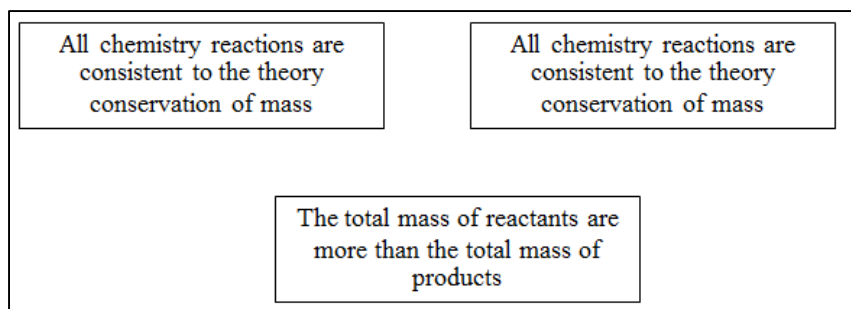 All chemistry reactions are
consistent to the theory
conservation of mass
All chemistry reactions are
consistent to the theory
conservation of mass
The total mass of reactants are
more than the total mass of
products